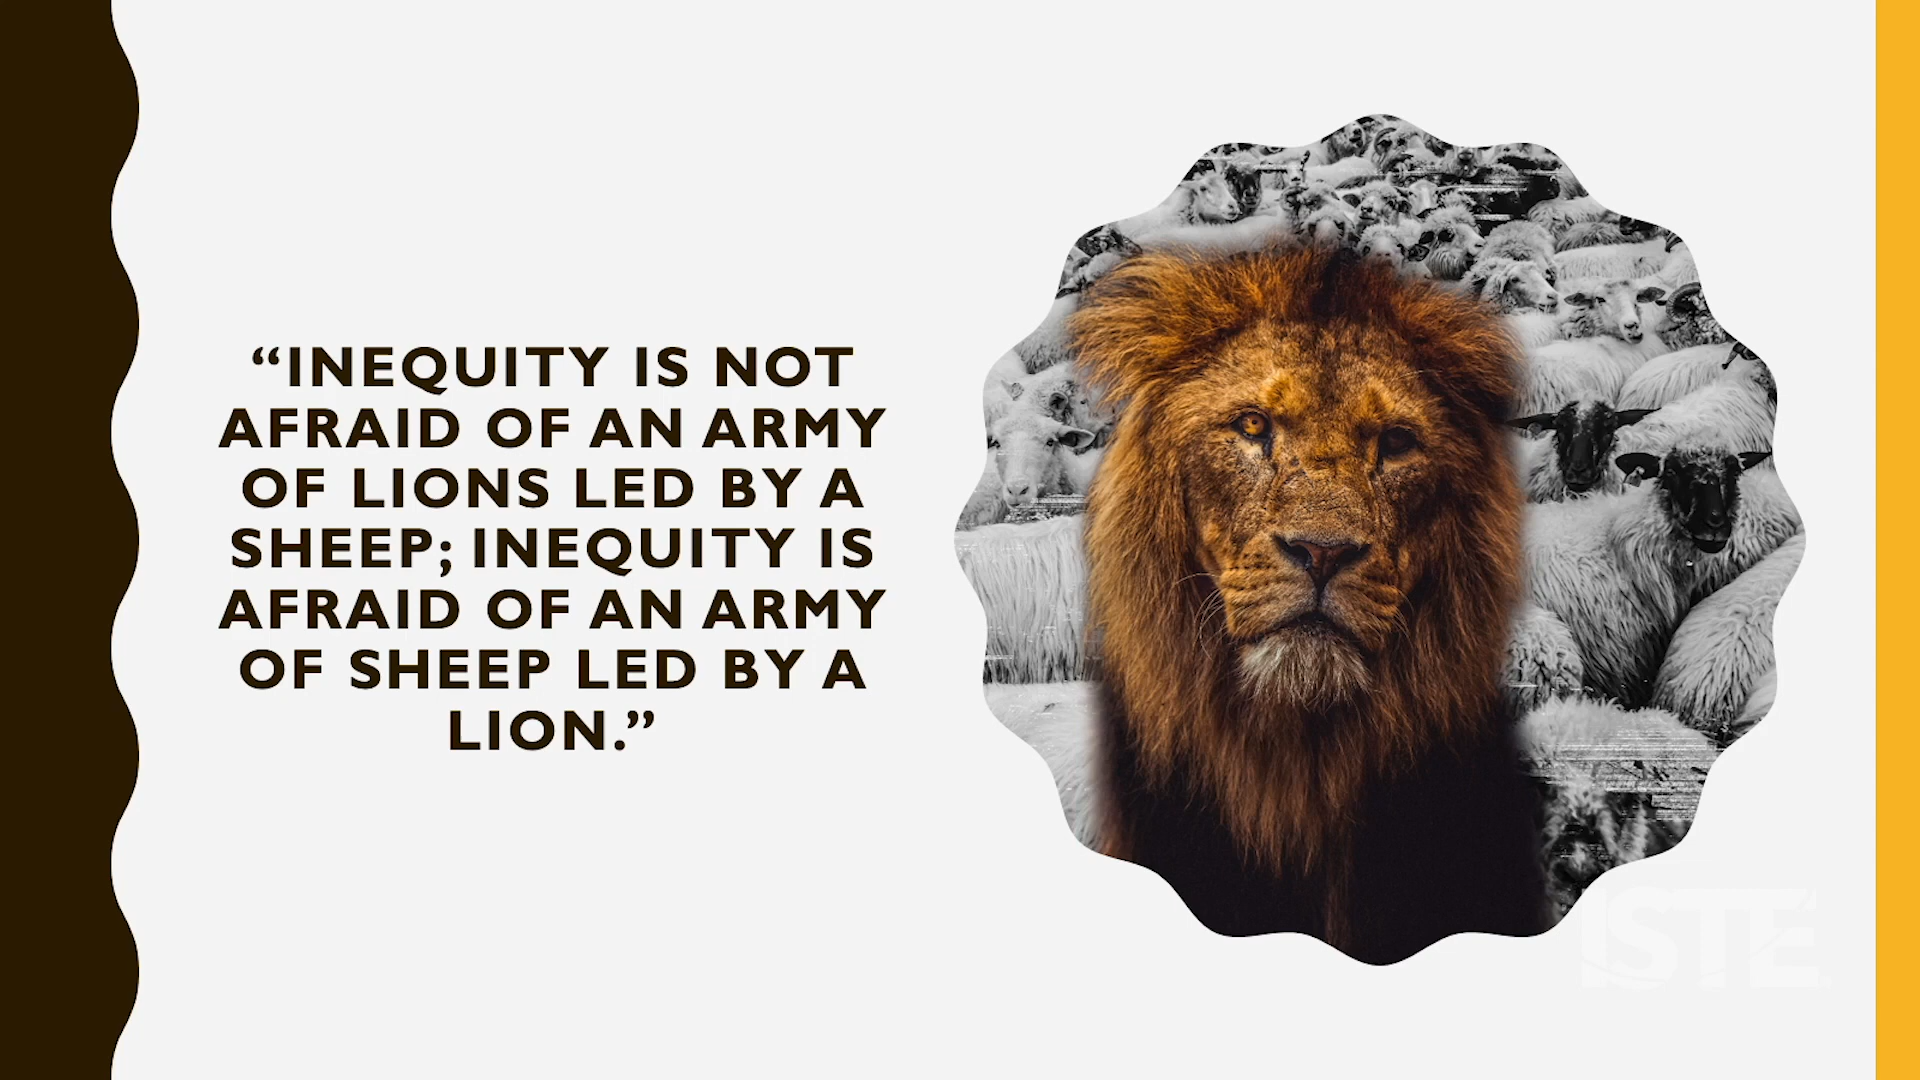 “INEQUITY IS NOT
AFRAID OF AN ARMY
OF LIONS LED BY A
SHEEP; INEQUITY IS
AFRAID OF AN ARMY
OF SHEEP LED BY A
LION.”
ISTE